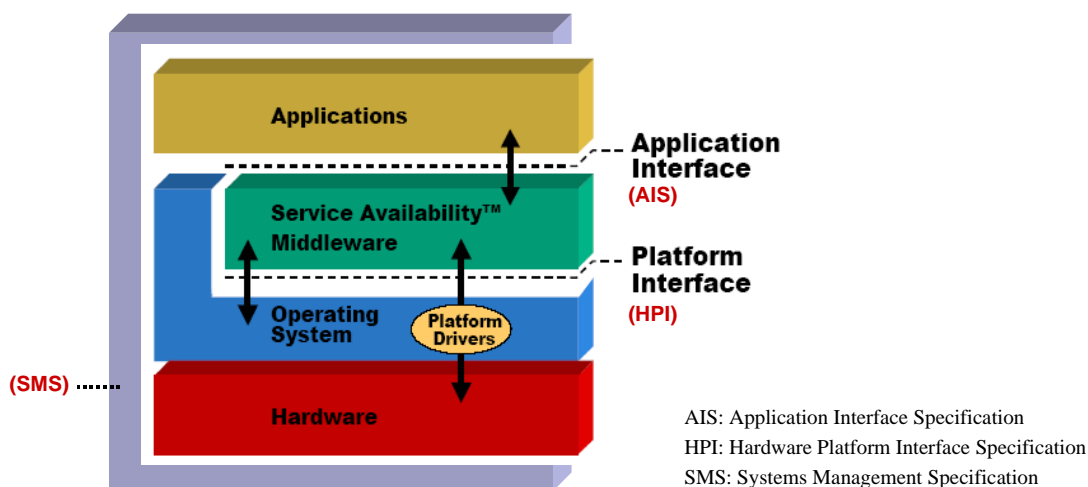 Applications
Application
Interface
(AIS)
Service Availability™
Middleware
Platform
Interface
(HPI)
Operating
System
Platform
Drivers
(SMS)
Hardware
AIS: Application Interface Specification
HPI: Hardware Platform Interface Specification
SMS: Systems Management Specification